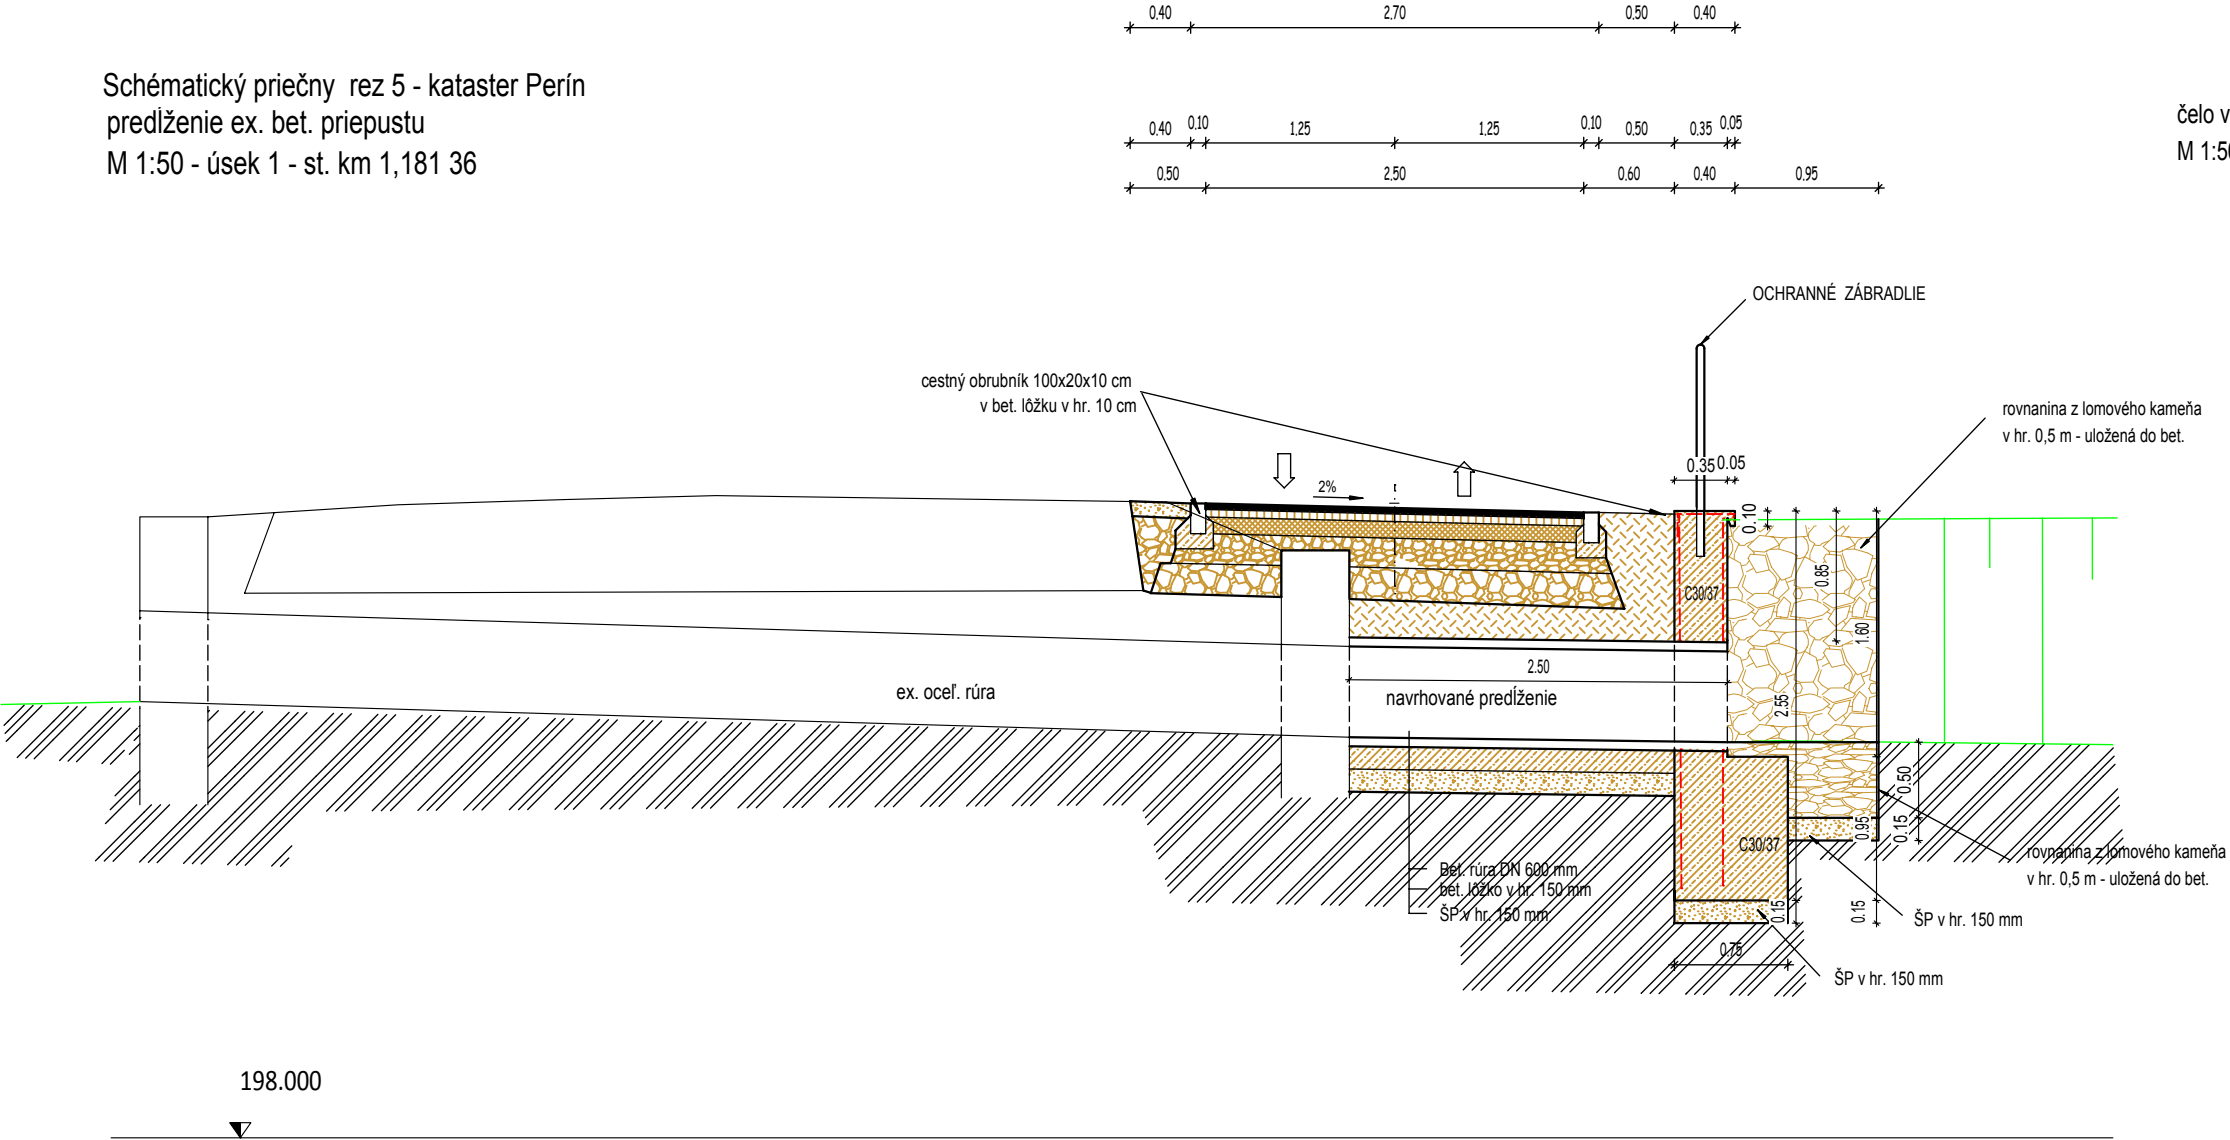 0.40 2.70 0.50 0.40
Schématický priečny rez 5 - kataster Perín
predĺženie ex. bet. priepustu
M 1:50 - úsek 1 - st. km 1,181 36
čelo v
M 1:50
0.40 0.10 1.25 1.25 0.10 0.50 0.35 0.05
0.50 2.50 0.60 0.40 0.95
OCHRANNÉ ZÁBRADLIE
cestný obrubník 100x20x10 cm
v bet. lôžku v hr. 10 cm
rovnanina z lomového kameňa
v hr. 0,5 m - uložená do bet.
0.35 0.05
2%
0.10
0.85
C30/37
1.60
2.50
ex. oceľ. rúra
navrhované predĺženie
2.55
0.50
0.95
0.15
C30/37
rovnanina z lomového kameňa
v hr. 0,5 m - uložená do bet.
Bet. rúra DN 600 mm
bet. lôžko v hr. 150 mm
ŠP v hr. 150 mm
0.15
0.15
ŠP v hr. 150 mm
0.75
ŠP v hr. 150 mm
198.000